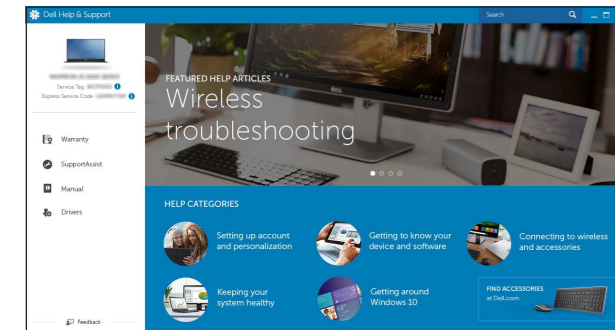 Dell Help & Support
Search
Service Tag
Express Service Code
Warranty
SupportAssist
Manual
Drivers
Feedback
FEATURED HELP ARTICLES
Wireless
troubleshooting
HELP CATEGORIES
Setting up account
and personalization
Getting to know your
device and software
Connecting to wireless
and accessories
Keeping your
system healthy
Getting around
Windows 10
FIND ACCESSORIES
at Dell.com